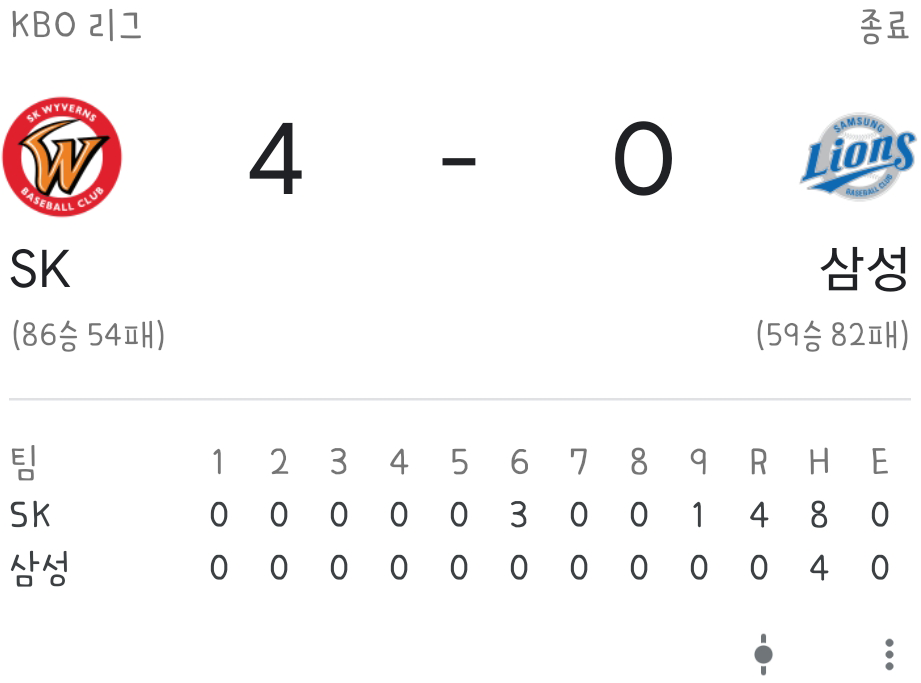 KBO 리그 종료
SK WYVERNS
BASEBALL CLUB
4 - 0
SAMSUNG
Lions
BASEBALL CLUB
SK 삼성
(86승 54패) (59승 82패)
팀 1 2 3 4 5 6 7 8 9 R H E
SK 0 0 0 0 0 3 0 0 1 4 8 0
삼성 0 0 0 0 0 0 0 0 0 0 4 0